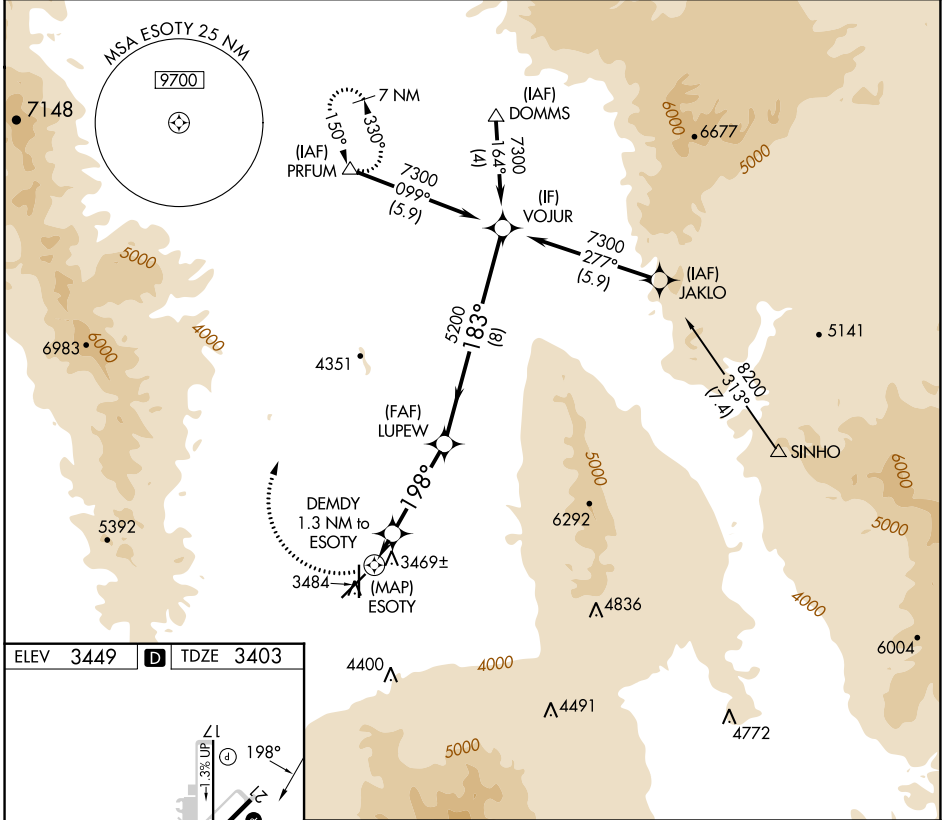 MSA ESOTY 25 NM
9700
7148
7 NM
150°
330°
(IAF)
PRFUM
7300
099°
(5.9)
(IAF)
DOMMS
7300
164°
(4)
(IF)
VOJUR
6000
6677
5000
7300
277°
(5.9)
(IAF)
JAKLO
5141
8200
313°
(7.4)
SINHO
5000
4000
6983
6000
4351
5200
183°
(8)
(FAF)
LUPEW
198°
DEMDY
1.3 NM to
ESOTY
3469±
3484
(MAP)
ESOTY
5392
5000
6292
4836
6000
5000
4000
6004
4400
4000
4491
4772
5000
ELEV 3449 D TDZE 3403
17
1.3% UP
P
198°
21